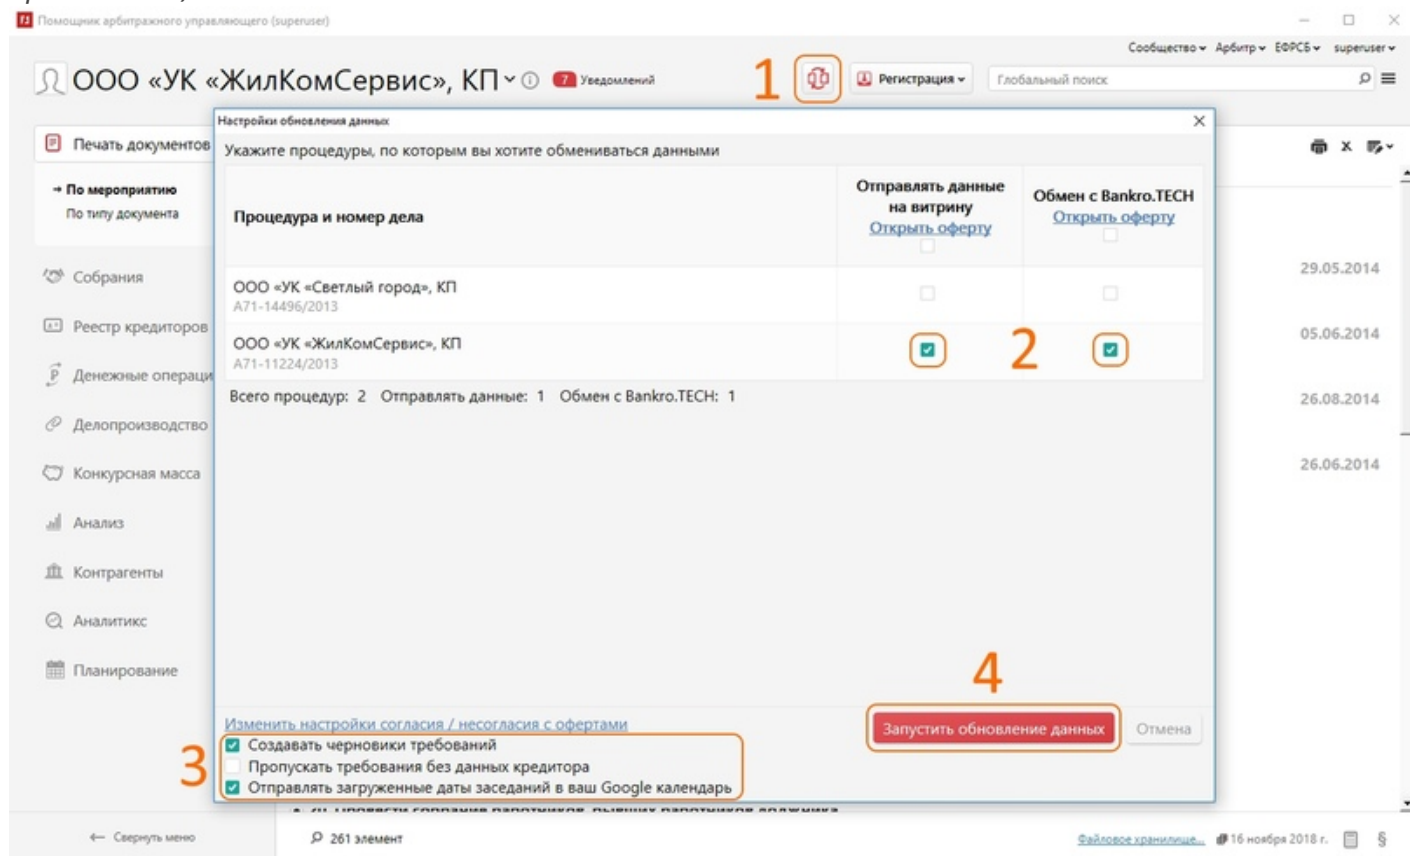 Помощник арбитражного управляющего (superuser)
Сообщество Арбитр ЕФРСБ superuser
ООО «УК «ЖилКомСервис», КП 7 Уведомлений 1 Регистрация Глобальный поиск
Настройки обновления данных
Печать документов
Укажите процедуры, по которым вы хотите обмениваться данными
→ По мероприятию
По типу документа
Процедура и номер дела
Отправлять данные
на витрину
Открыть оферту
Обмен с Bankro.TECH
Открыть оферту
Собрания
29.05.2014
ООО «УК «Светлый город», КП
А71-14496/2013
Реестр кредиторов
05.06.2014
ООО «УК «ЖилКомСервис», КП
А71-11224/2013
2
Денежные операци
Всего процедур: 2 Отправлять данные: 1 Обмен с Bankro.TECH: 1
26.08.2014
Делопроизводство
Конкурсная масса
26.06.2014
Анализ
Контрагенты
Аналитикс
Планирование
4
Изменить настройки согласия / несогласия с офертами
Запустить обновление данных Отмена
3
Создавать черновики требований
Пропускать требования без данных кредитора
Отправлять загруженные даты заседаний в ваш Google календарь
← Свернуть меню
261 элемент
Файловое хранилище...
16 ноября 2018 г.
§